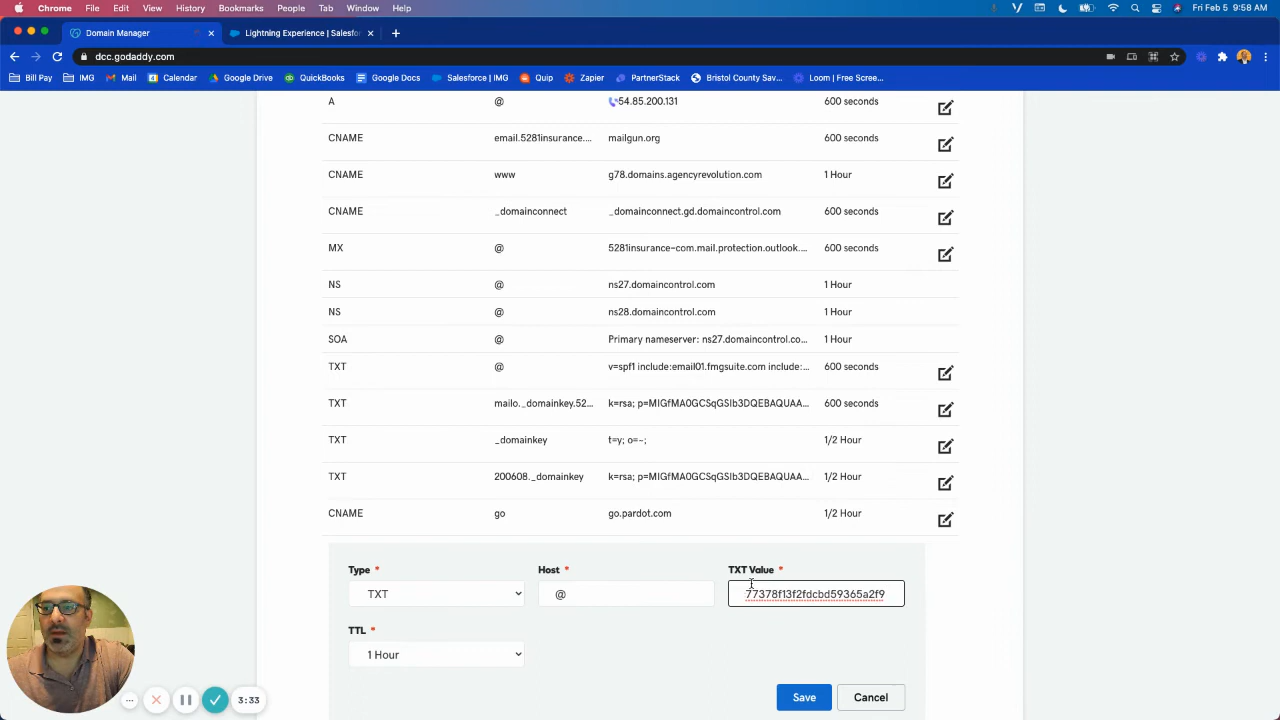 Chrome File Edit View History Bookmarks People Tab Window Help Fri Feb 5 9:58 AM
Domain Manager Lightning Experience | Salesfor
dcc.godaddy.com
Bill Pay IMG Mail Calendar Google Drive QuickBooks Google Docs Salesforce | IMG Quip Zapier PartnerStack Bristol County Sav... Loom | Free Scree...
A @ 54.85.200.131 600 seconds
CNAME email.5281insurance.... mailgun.org 600 seconds
CNAME www g78.domains.agencyrevolution.com 1 Hour
CNAME _domainconnect _domainconnect.gd.domaincontrol.com 600 seconds
MX @ 5281insurance-com.mail.protection.outlook.... 600 seconds
NS @ ns27.domaincontrol.com 1 Hour
NS @ ns28.domaincontrol.com 1 Hour
SOA @ Primary nameserver: ns27.domaincontrol.co... 1 Hour
TXT @ v=spf1 include:email01.fmgsuite.com include:... 600 seconds
TXT mailo._domainkey.52... k=rsa; p=MIGfMA0GCSqGSIb3DQEBAQUAA... 600 seconds
TXT _domainkey t=y; o=~; 1/2 Hour
TXT 200608._domainkey k=rsa; p=MIGfMA0GCSqGSIb3DQEBAQUAA... 1/2 Hour
CNAME go go.pardot.com 1/2 Hour
Type * Host * TXT Value *
TXT @ 77378f13f2fdcbd59365a2f9
TTL *
1 Hour
Save Cancel
3:33